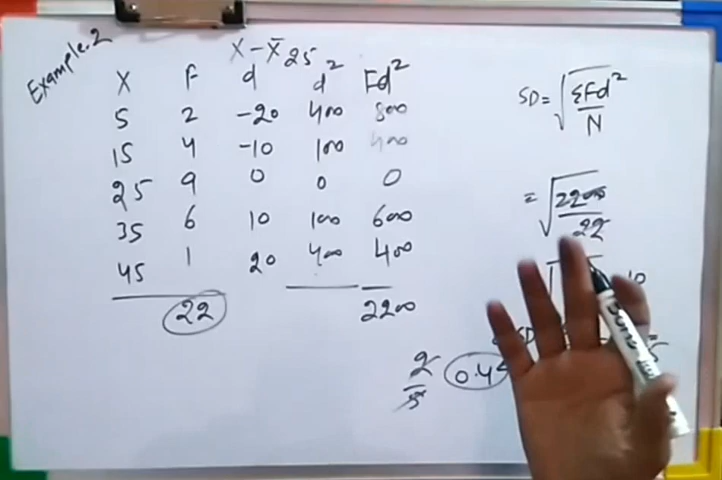 Example.2
X - X̄ 25
X F d d² Fd²
5 2 -20 400 800
15 4 -10 100 400
25 9 0 0 0
35 6 10 100 600
45 1 20 400 400
22 2200
SD = √ΣFd²
N
= √2200
22
10
SD
2
0.4